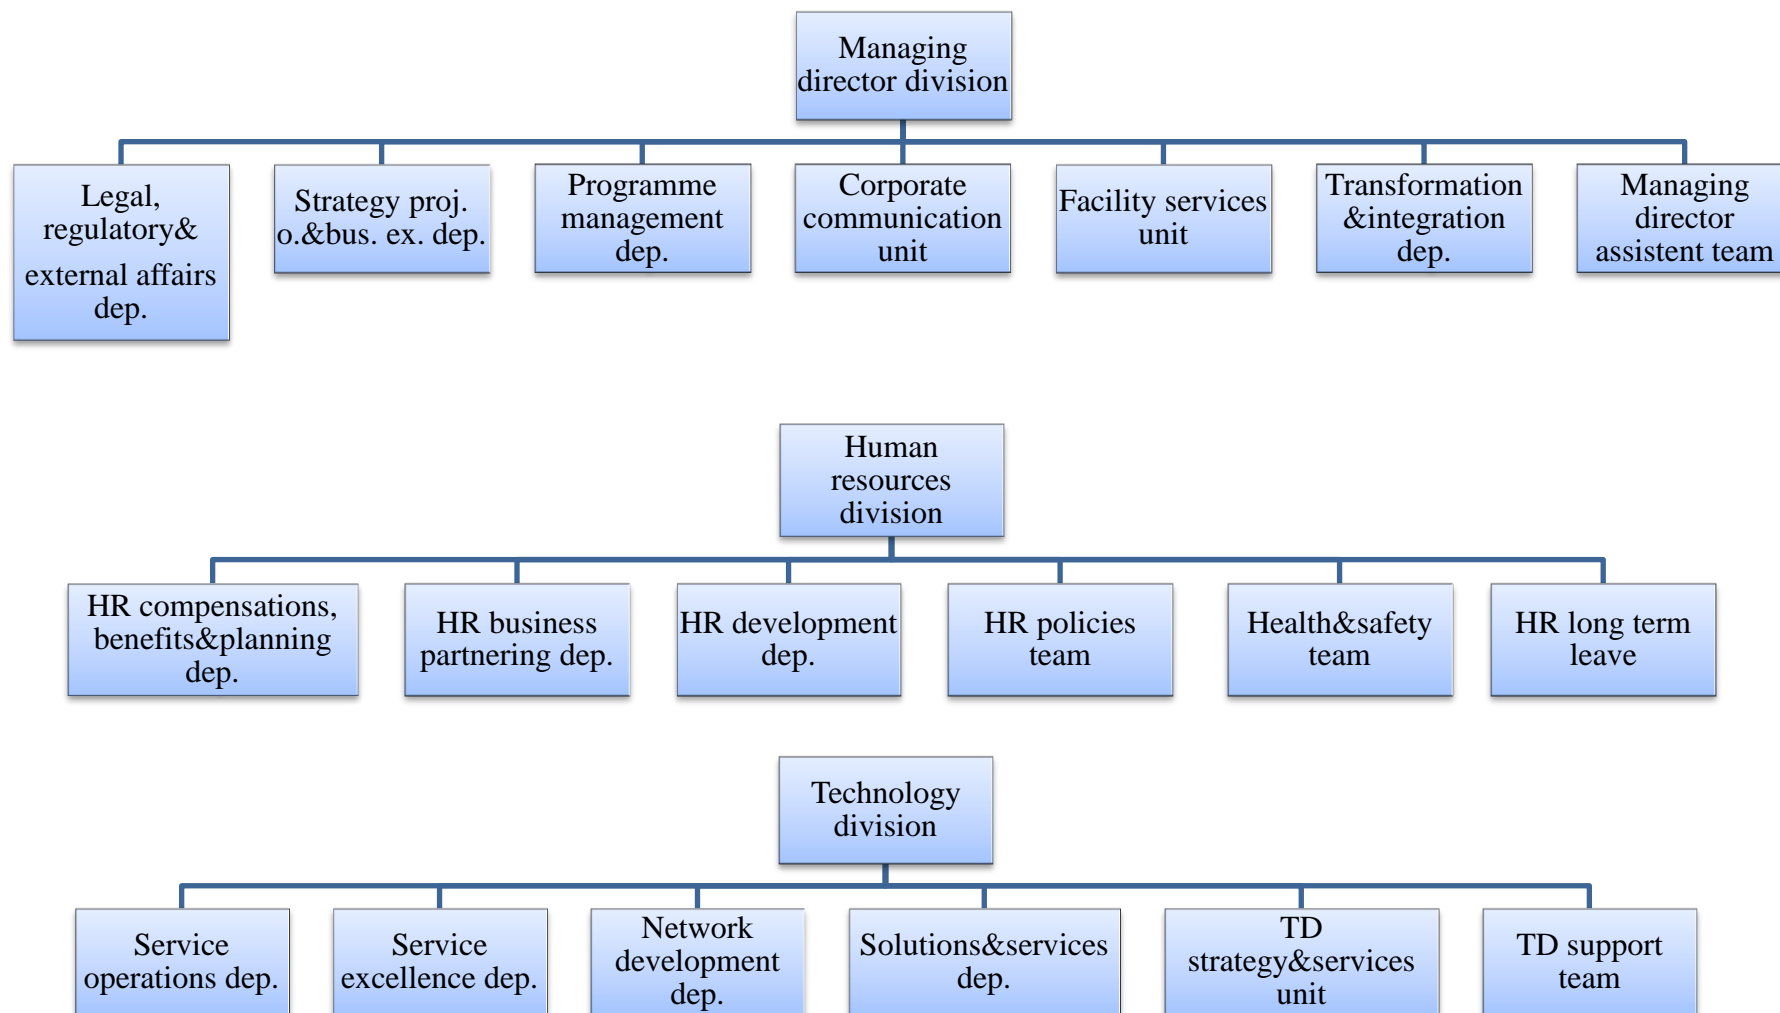 Managing
director division
Legal,
regulatory&
external affairs
dep.
Strategy proj.
o.&bus. ex. dep.
Programme
management
dep.
Corporate
communication
unit
Facility services
unit
Transformation
&integration
dep.
Managing
director
assistent team
Human
resources
division
HR compensations,
benefits&planning
dep.
HR business
partnering dep.
HR development
dep.
HR policies
team
Health&safety
team
HR long term
leave
Technology
division
Service
operations dep.
Service
excellence dep.
Network
development
dep.
Solutions&services
dep.
TD
strategy&services
unit
TD support
team